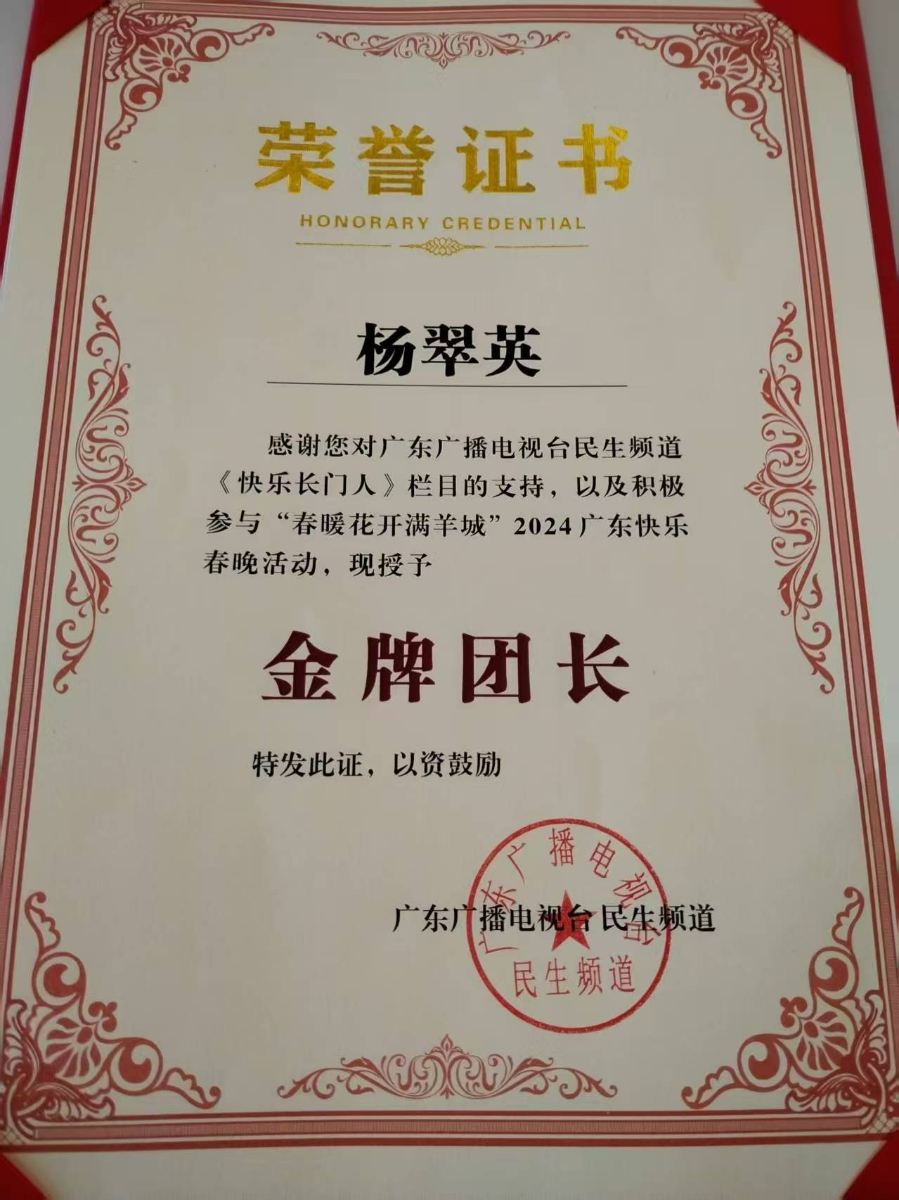 荣誉证书
HONORARY CREDENTIAL
杨翠英
感谢您对广东广播电视台民生频道
《快乐长门人》栏目的支持，以及积极
参与“春暖花开满羊城”2024广东快乐
春晚活动，现授予
金牌团长
特发此证，以资鼓励
广东广播电视台 民生频道
广东广播电视台
民生频道